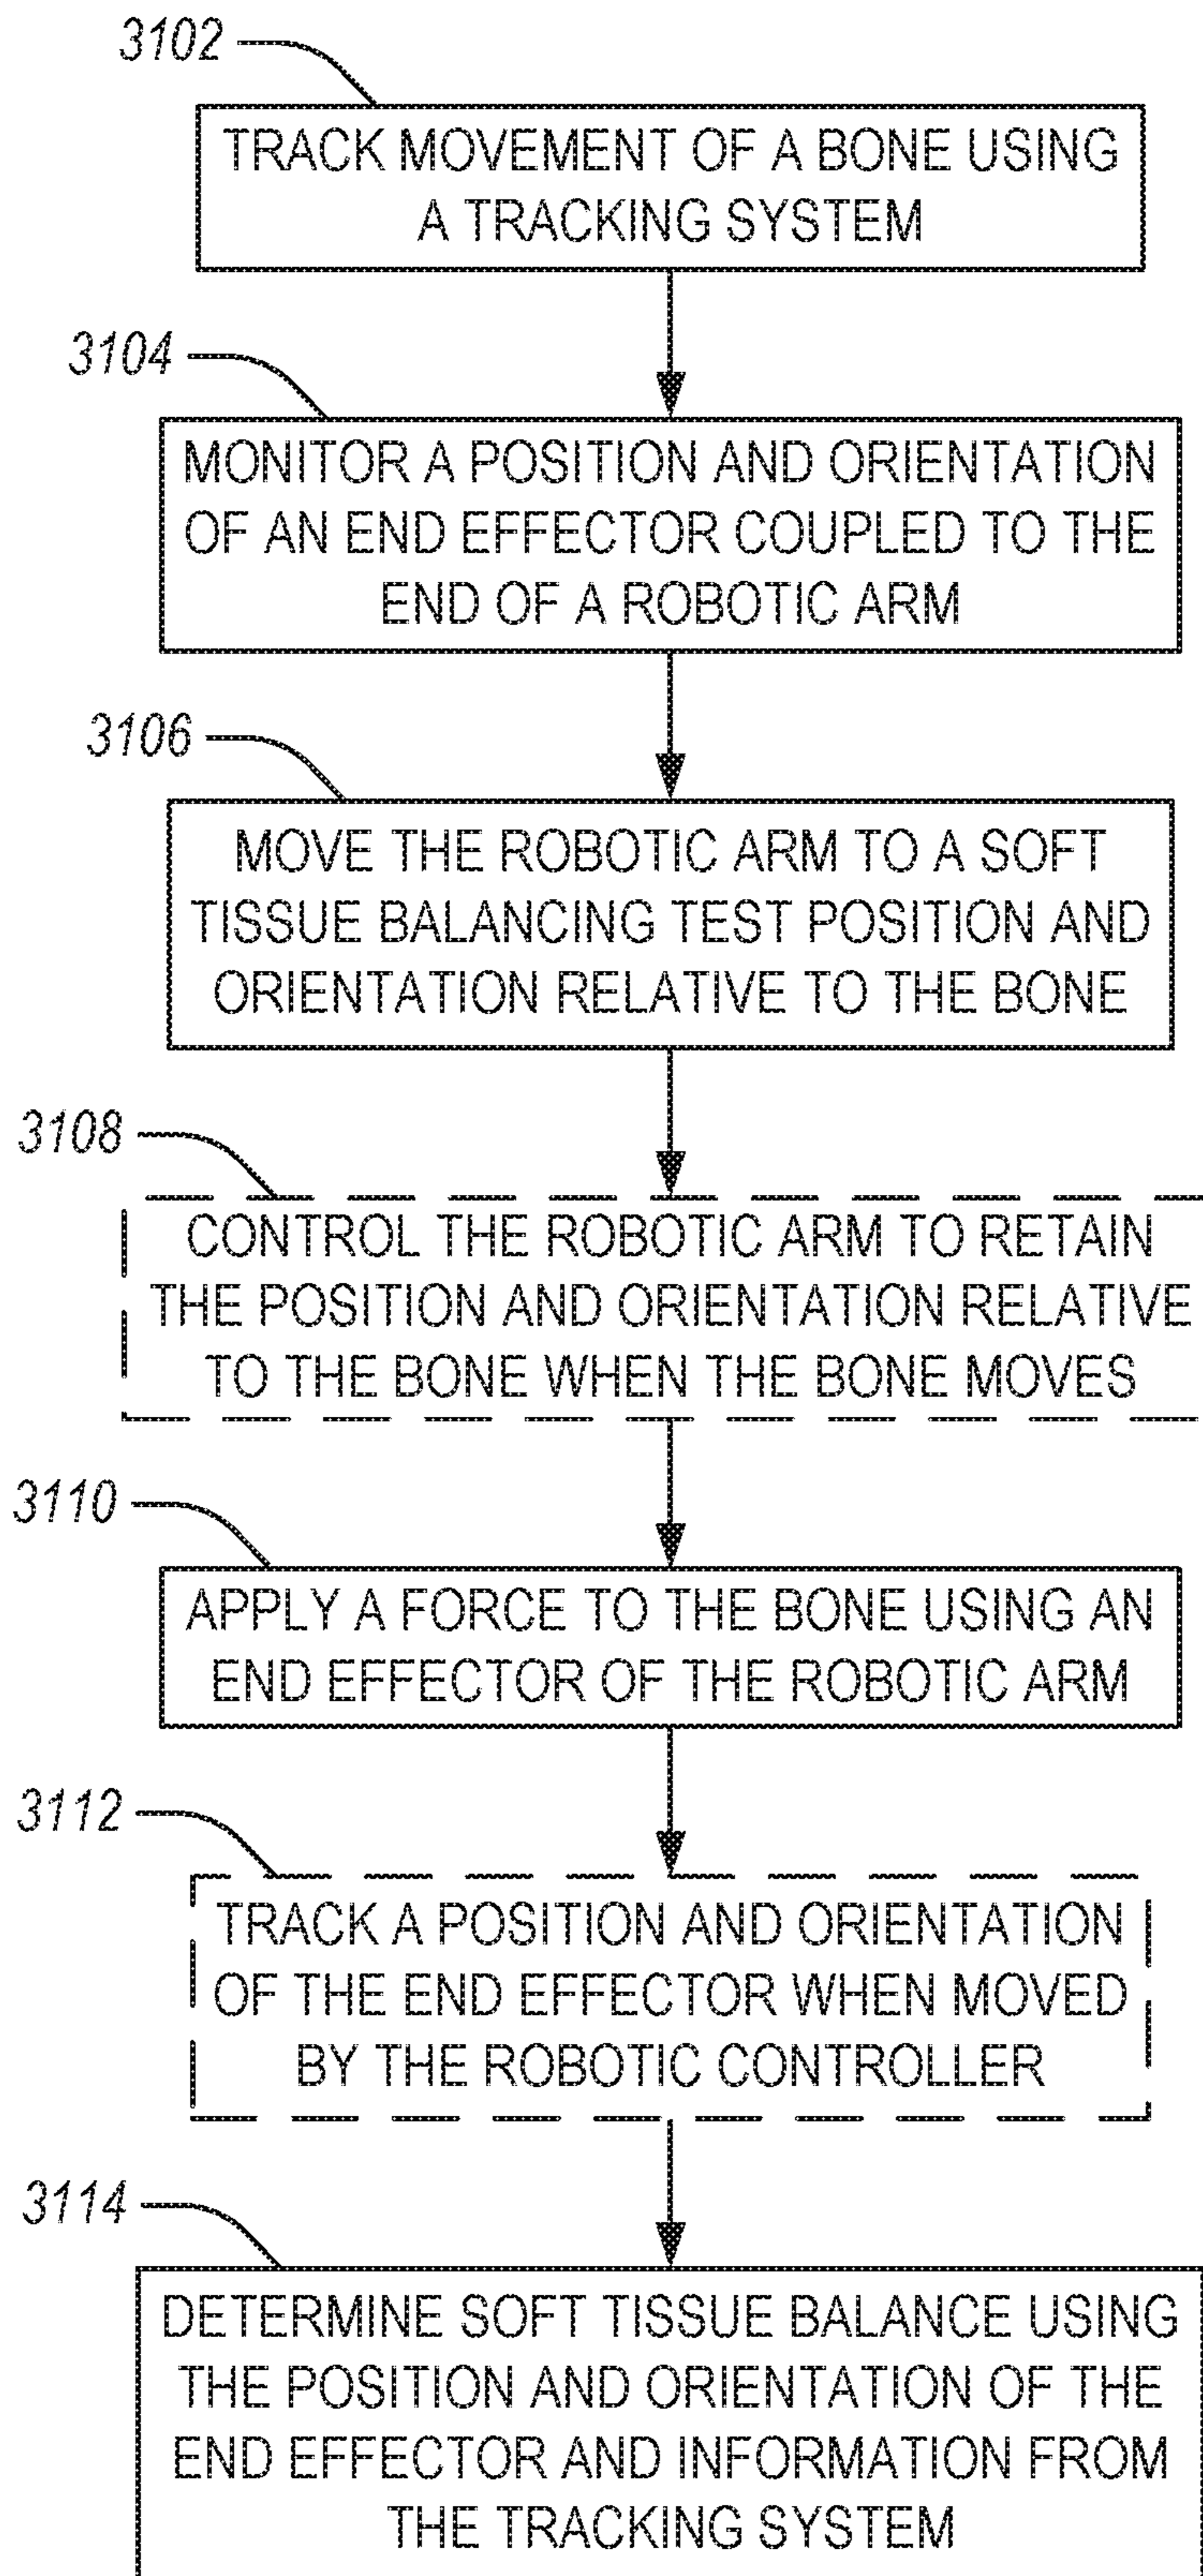 3102
TRACK MOVEMENT OF A BONE USING
A TRACKING SYSTEM
3104
MONITOR A POSITION AND ORIENTATION
OF AN END EFFECTOR COUPLED TO THE
END OF A ROBOTIC ARM
3106
MOVE THE ROBOTIC ARM TO A SOFT
TISSUE BALANCING TEST POSITION AND
ORIENTATION RELATIVE TO THE BONE
3108
CONTROL THE ROBOTIC ARM TO RETAIN
THE POSITION AND ORIENTATION RELATIVE
TO THE BONE WHEN THE BONE MOVES
3110
APPLY A FORCE TO THE BONE USING AN
END EFFECTOR OF THE ROBOTIC ARM
3112
TRACK A POSITION AND ORIENTATION
OF THE END EFFECTOR WHEN MOVED
BY THE ROBOTIC CONTROLLER
3114
DETERMINE SOFT TISSUE BALANCE USING
THE POSITION AND ORIENTATION OF THE
END EFFECTOR AND INFORMATION FROM
THE TRACKING SYSTEM